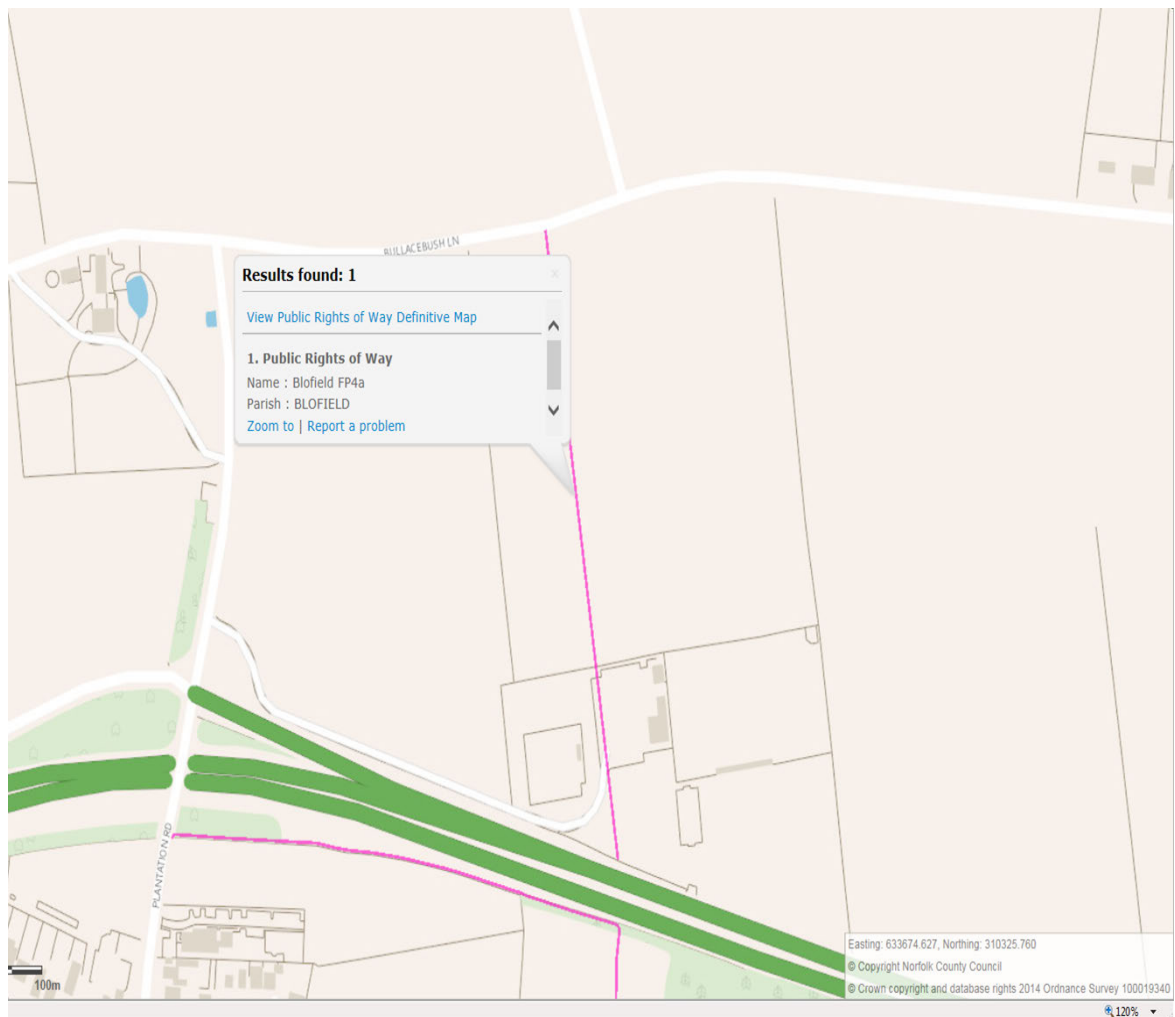 BULLACEBUSH LN
Results found: 1
x
View Public Rights of Way Definitive Map
1. Public Rights of Way
Name : Blofield FP4a
Parish : BLOFIELD
Zoom to | Report a problem
PLANTATION RD
100m
Easting: 633674.627, Northing: 310325.760
© Copyright Norfolk County Council
© Crown copyright and database rights 2014 Ordnance Survey 100019340
120%